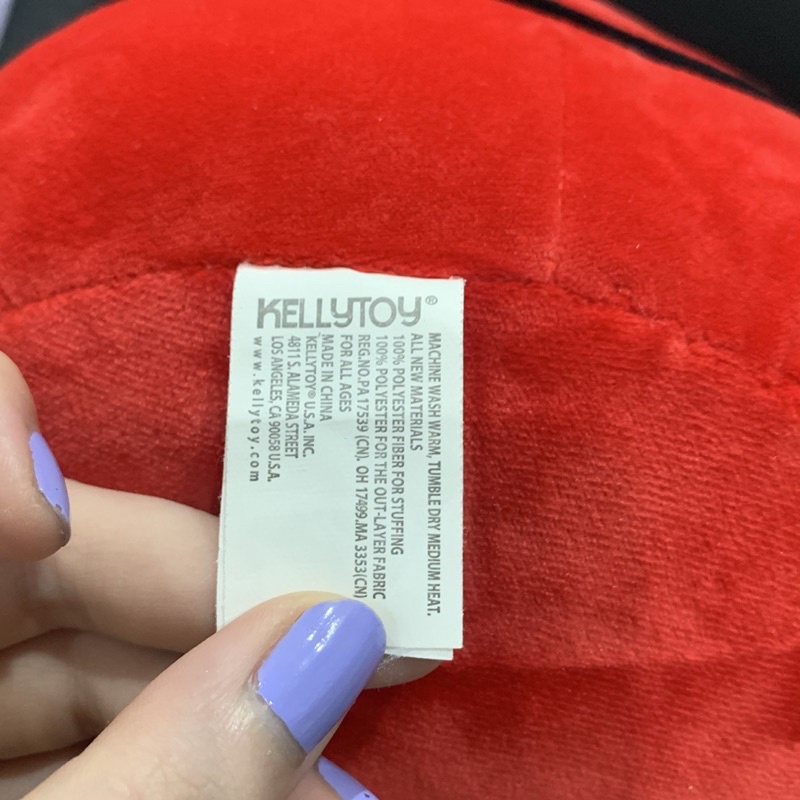 KELLYTOY®
MACHINE WASH WARM, TUMBLE DRY MEDIUM HEAT.
ALL NEW MATERIALS
100% POLYESTER FIBER FOR STUFFING
100% POLYESTER FOR THE OUT-LAYER FABRIC
REG.NO.PA 17539 (CN). OH 17499.MA 3353(CN)
FOR ALL AGES
MADE IN CHINA
KELLYTOY® U.S.A. INC.
4811 S. ALAMEDA STREET
LOS ANGELES, CA 90058 U.S.A.
www.kellytoy.com